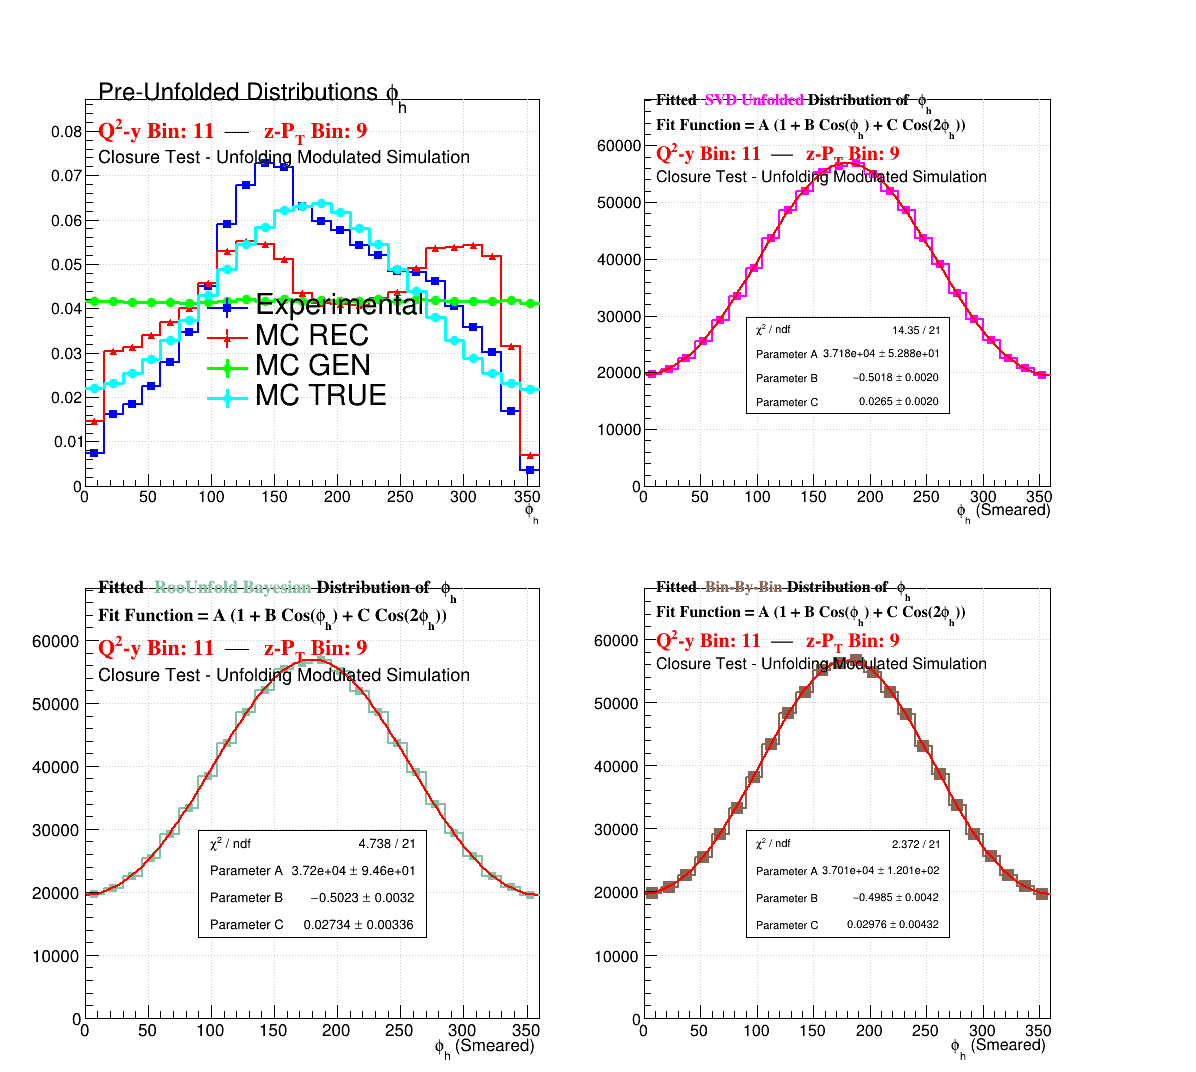 Pre-Unfolded Distributions ϕh
Q²-y Bin: 11 — z-PT Bin: 9
Closure Test - Unfolding Modulated Simulation
0.08
0.07
0.06
0.05
0.04
0.03
0.02
0.01
0
Experimental
MC REC
MC GEN
MC TRUE
0 50 100 150 200 250 300 350
ϕh
Fitted SVD Unfolded Distribution of ϕh
Fit Function = A (1 + B Cos(ϕh) + C Cos(2ϕh))
Q²-y Bin: 11 — z-PT Bin: 9
Closure Test - Unfolding Modulated Simulation
60000
50000
40000
30000
20000
10000
0
χ² / ndf 14.35 / 21
Parameter A 3.718e+04 ± 5.288e+01
Parameter B −0.5018 ± 0.0020
Parameter C 0.0265 ± 0.0020
0 50 100 150 200 250 300 350
ϕh (Smeared)
Fitted RooUnfold Bayesian Distribution of ϕh
Fit Function = A (1 + B Cos(ϕh) + C Cos(2ϕh))
Q²-y Bin: 11 — z-PT Bin: 9
Closure Test - Unfolding Modulated Simulation
60000
50000
40000
30000
20000
10000
0
χ² / ndf 4.738 / 21
Parameter A 3.72e+04 ± 9.46e+01
Parameter B −0.5023 ± 0.0032
Parameter C 0.02734 ± 0.00336
0 50 100 150 200 250 300 350
ϕh (Smeared)
Fitted Bin-By-Bin Distribution of ϕh
Fit Function = A (1 + B Cos(ϕh) + C Cos(2ϕh))
Q²-y Bin: 11 — z-PT Bin: 9
Closure Test - Unfolding Modulated Simulation
60000
50000
40000
30000
20000
10000
0
χ² / ndf 2.372 / 21
Parameter A 3.701e+04 ± 1.201e+02
Parameter B −0.4985 ± 0.0042
Parameter C 0.02976 ± 0.00432
0 50 100 150 200 250 300 350
ϕh (Smeared)